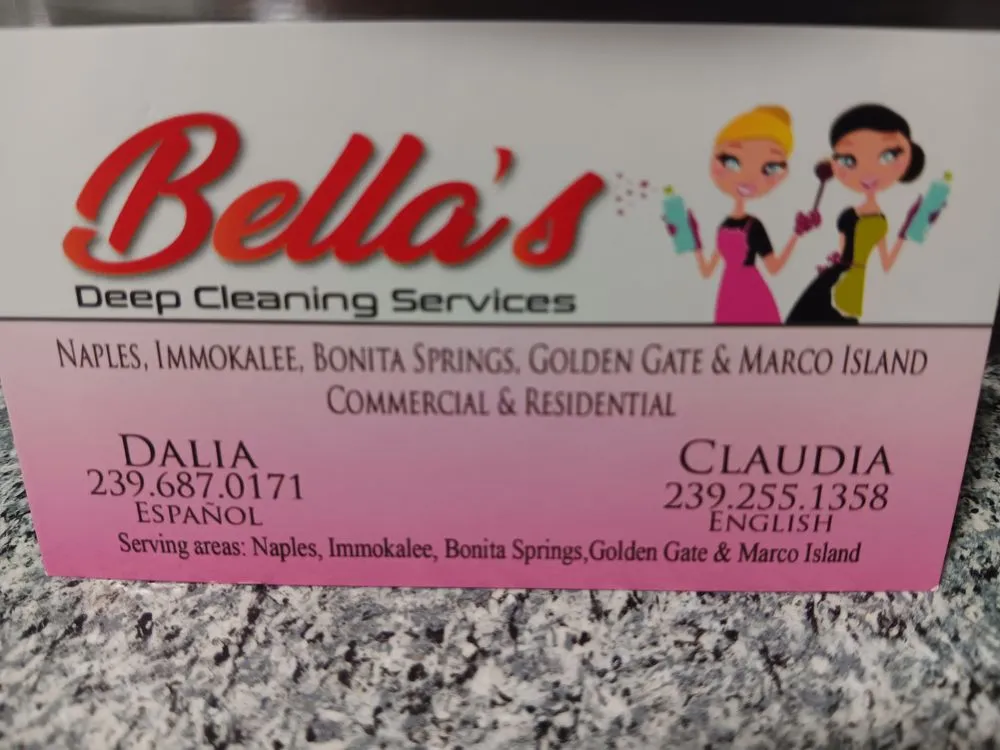 Bella's
Deep Cleaning Services
NAPLES, IMMOKALEE, BONITA SPRINGS, GOLDEN GATE & MARCO ISLAND
COMMERCIAL & RESIDENTIAL
DALIA
239.687.0171
ESPAÑOL
CLAUDIA
239.255.1358
ENGLISH
Serving areas: Naples, Immokalee, Bonita Springs,Golden Gate & Marco Island